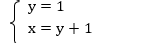 y = 1
x = y + 1